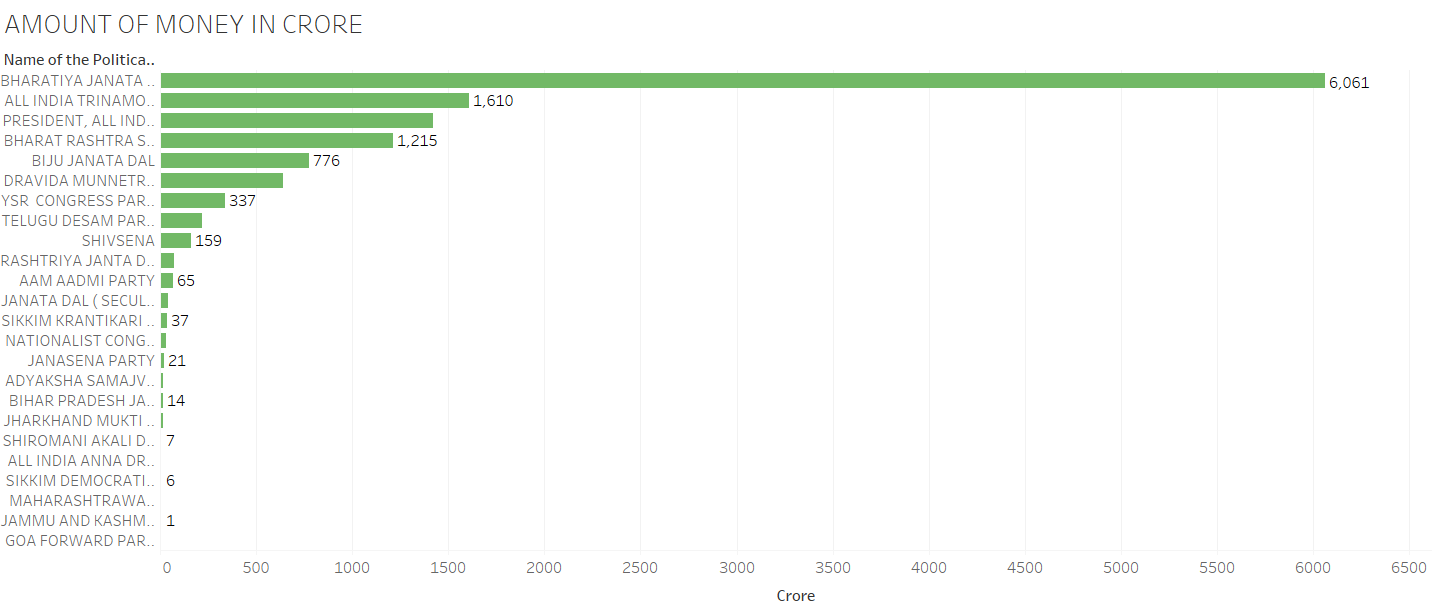 AMOUNT OF MONEY IN CRORE
Name of the Politica..
BHARATIYA JANATA .. 6,061
ALL INDIA TRINAMO.. 1,610
PRESIDENT, ALL IND..
BHARAT RASHTRA S.. 1,215
BIJU JANATA DAL 776
DRAVIDA MUNNETR..
YSR CONGRESS PAR.. 337
TELUGU DESAM PAR..
SHIVSENA 159
RASHTRIYA JANTA D..
AAM AADMI PARTY 65
JANATA DAL ( SECUL..
SIKKIM KRANTIKARI .. 37
NATIONALIST CONG..
JANASENA PARTY 21
ADYAKSHA SAMAJV..
BIHAR PRADESH JA.. 14
JHARKHAND MUKTI ..
SHIROMANI AKALI D.. 7
ALL INDIA ANNA DR..
SIKKIM DEMOCRATI.. 6
MAHARASHTRAWA..
JAMMU AND KASHM.. 1
GOA FORWARD PAR..
0 500 1000 1500 2000 2500 3000 3500 4000 4500 5000 5500 6000 6500
Crore